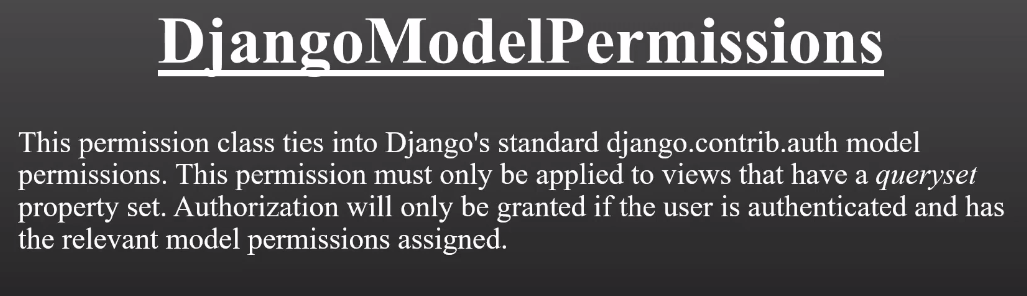 DjangoModelPermissions
This permission class ties into Django's standard django.contrib.auth model
permissions. This permission must only be applied to views that have a queryset
property set. Authorization will only be granted if the user is authenticated and has
the relevant model permissions assigned.